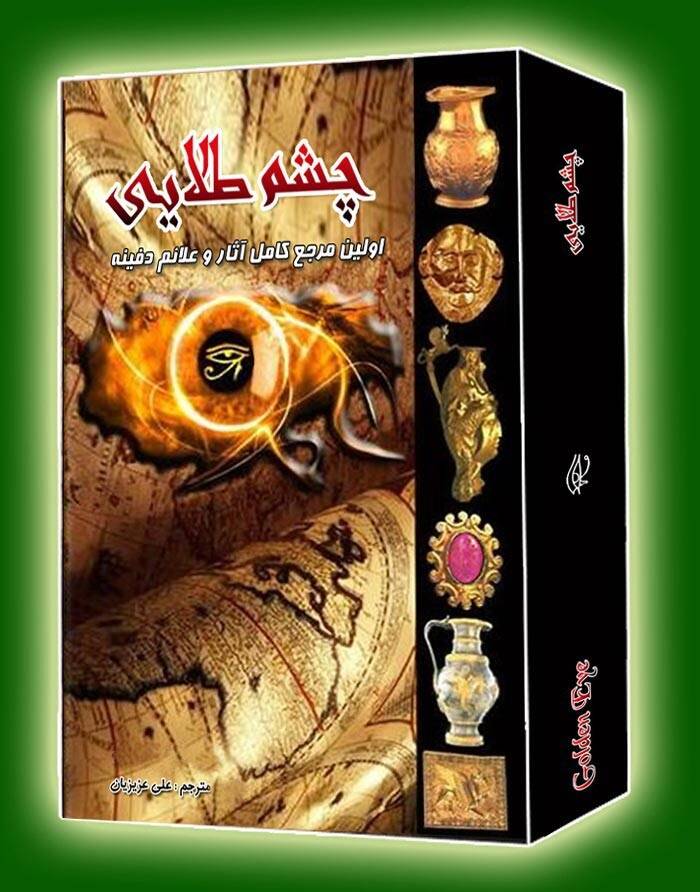 چشم طلایی
اولین مرجع کامل آثار و علائم دفینه
مترجم : علی عزیزیان
چشم طلایی
Golden Eye